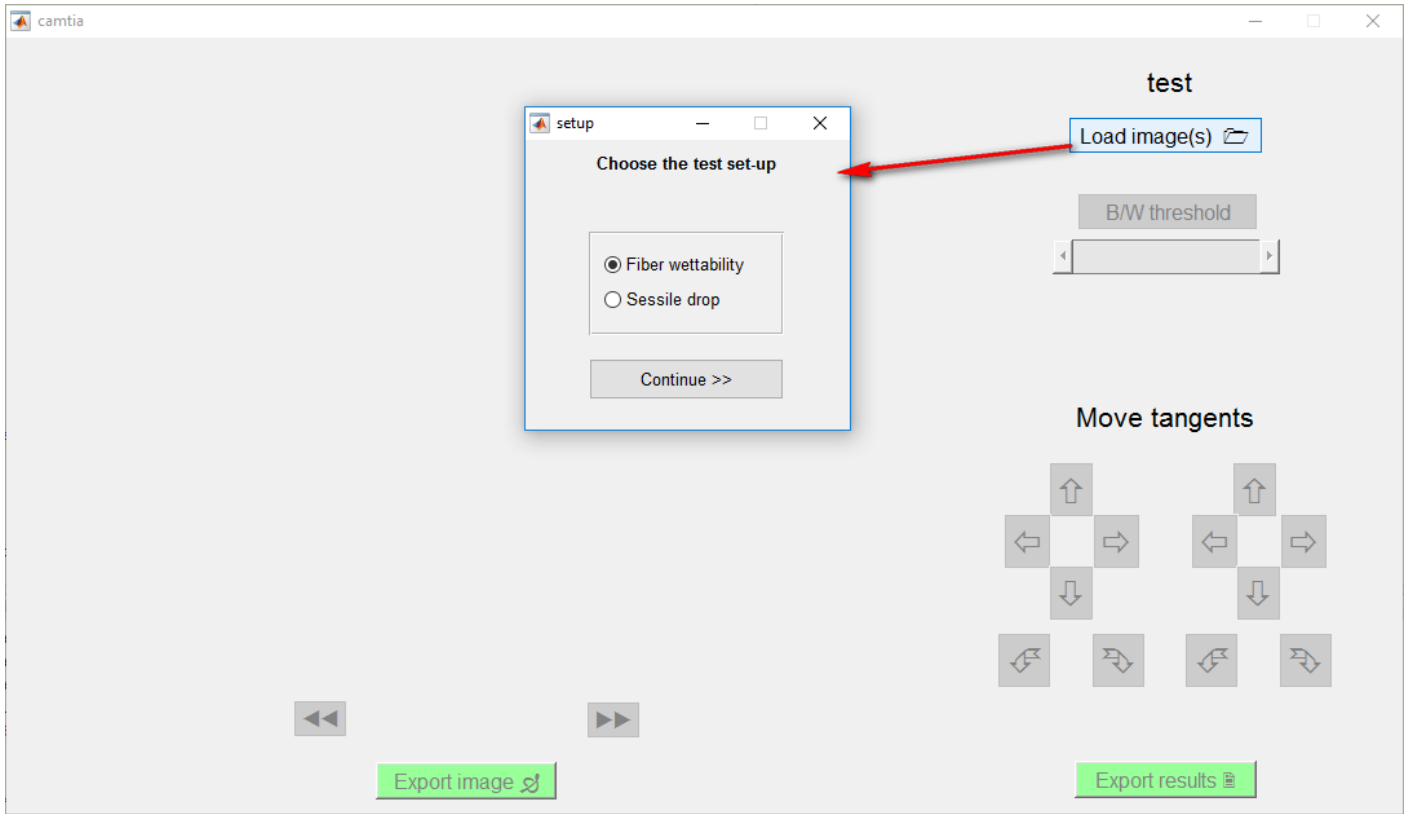 camtia
test
Load image(s)
setup
Choose the test set-up
Fiber wettability
Sessile drop
Continue >>
B/W threshold
Move tangents
Export image
Export results